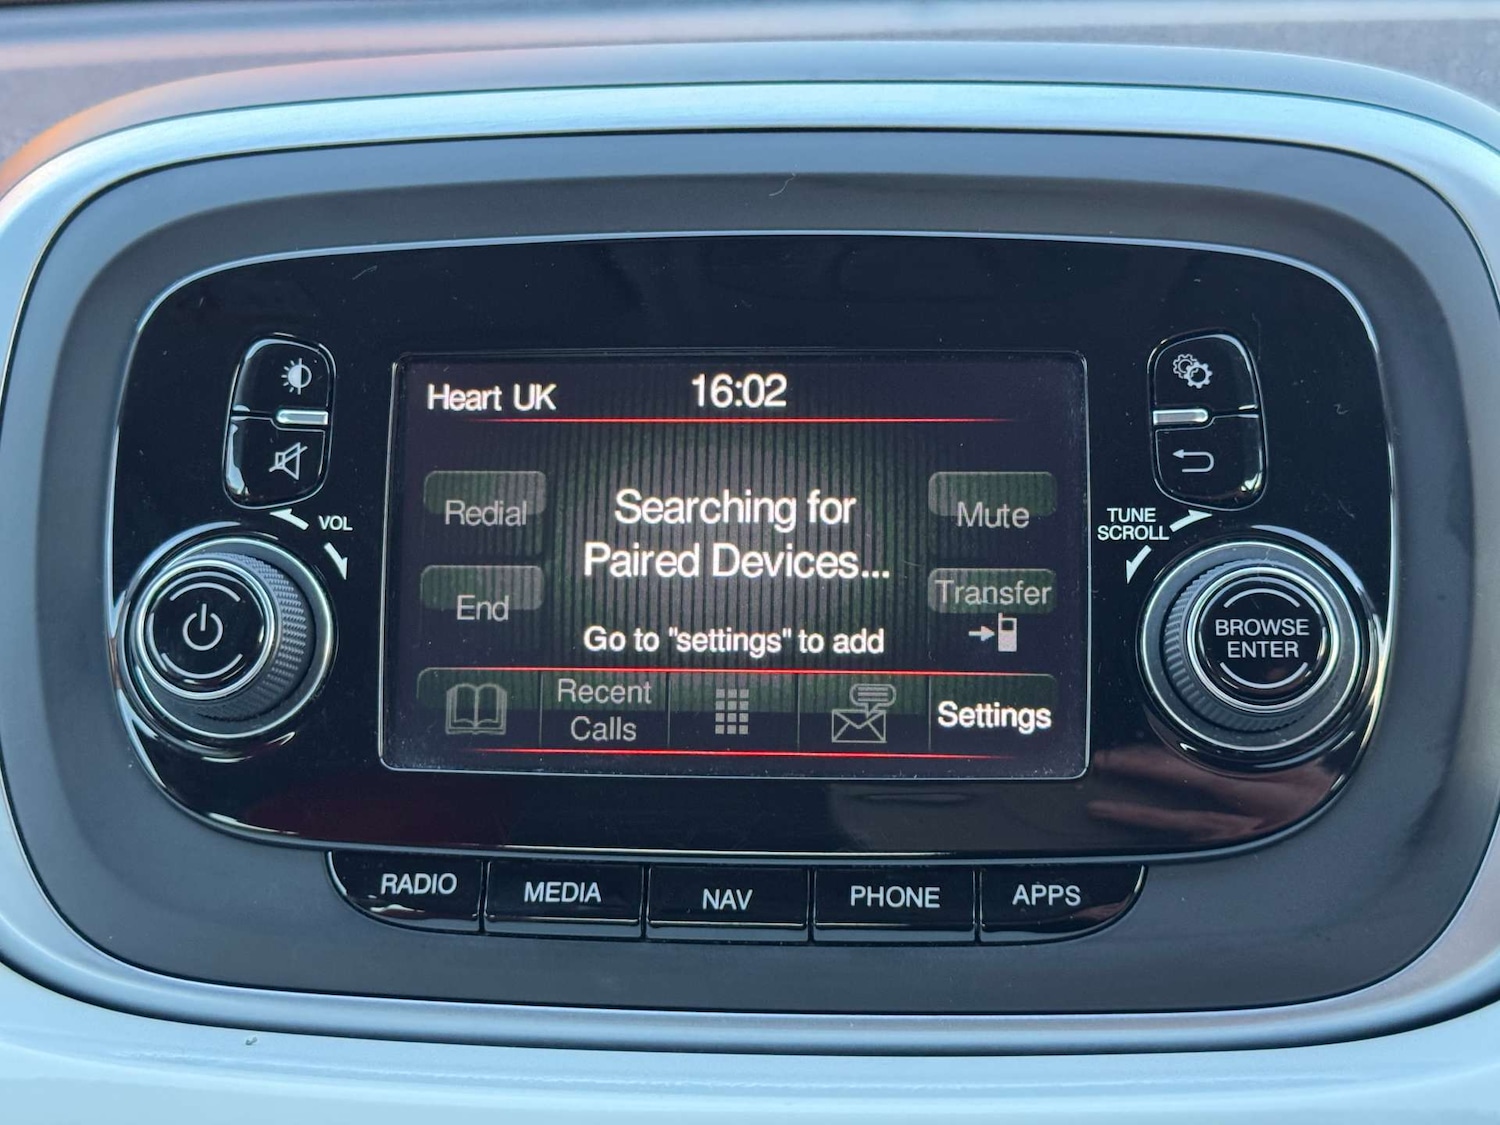 Heart UK
16:02
Redial
Searching for
Paired Devices...
Mute
End
Go to "settings" to add
Transfer
Recent
Calls
Settings
VOL
TUNE
SCROLL
BROWSE
ENTER
RADIO
MEDIA
NAV
PHONE
APPS